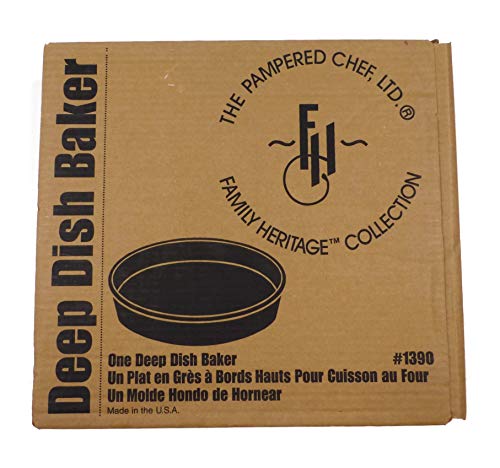 Deep Dish Baker
THE PAMPERED CHEF, LTD.®
FH
FAMILY HERITAGE™ COLLECTION
One Deep Dish Baker #1390
Un Plat en Grès à Bords Hauts Pour Cuisson au Four
Un Molde Hondo de Hornear
Made in the U.S.A.